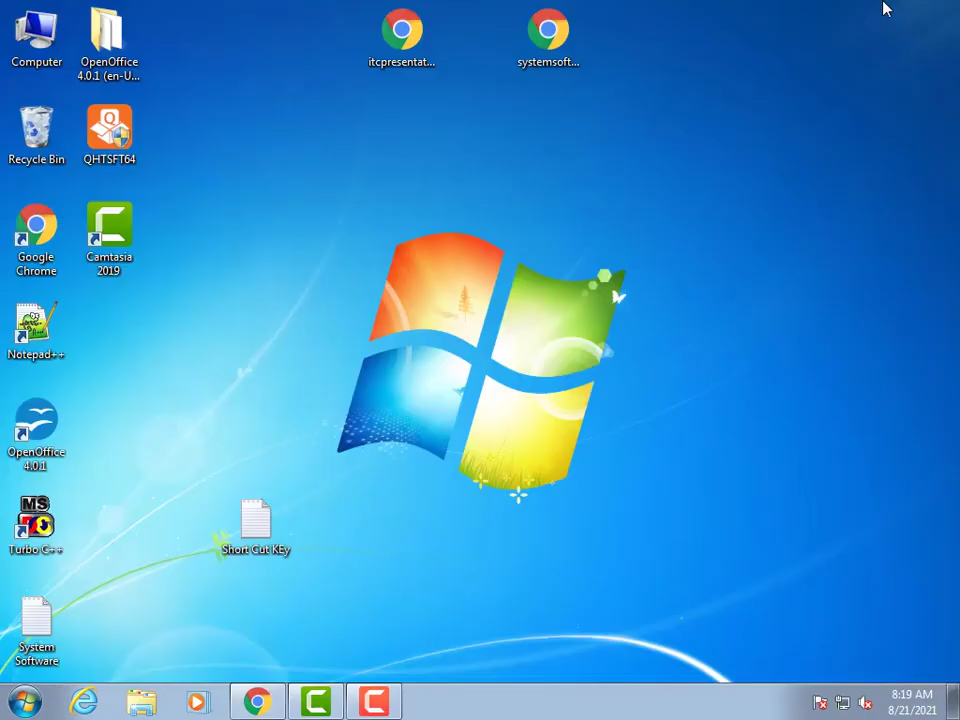 Computer
OpenOffice
4.0.1 (en-U...
itcpresentat...
systemsoft...
Recycle Bin
QHTSFT64
Google
Chrome
Camtasia
2019
Notepad++
OpenOffice
4.0.1
MS
Turbo C++
Short Cut KEy
System
Software
8:19 AM
8/21/2021